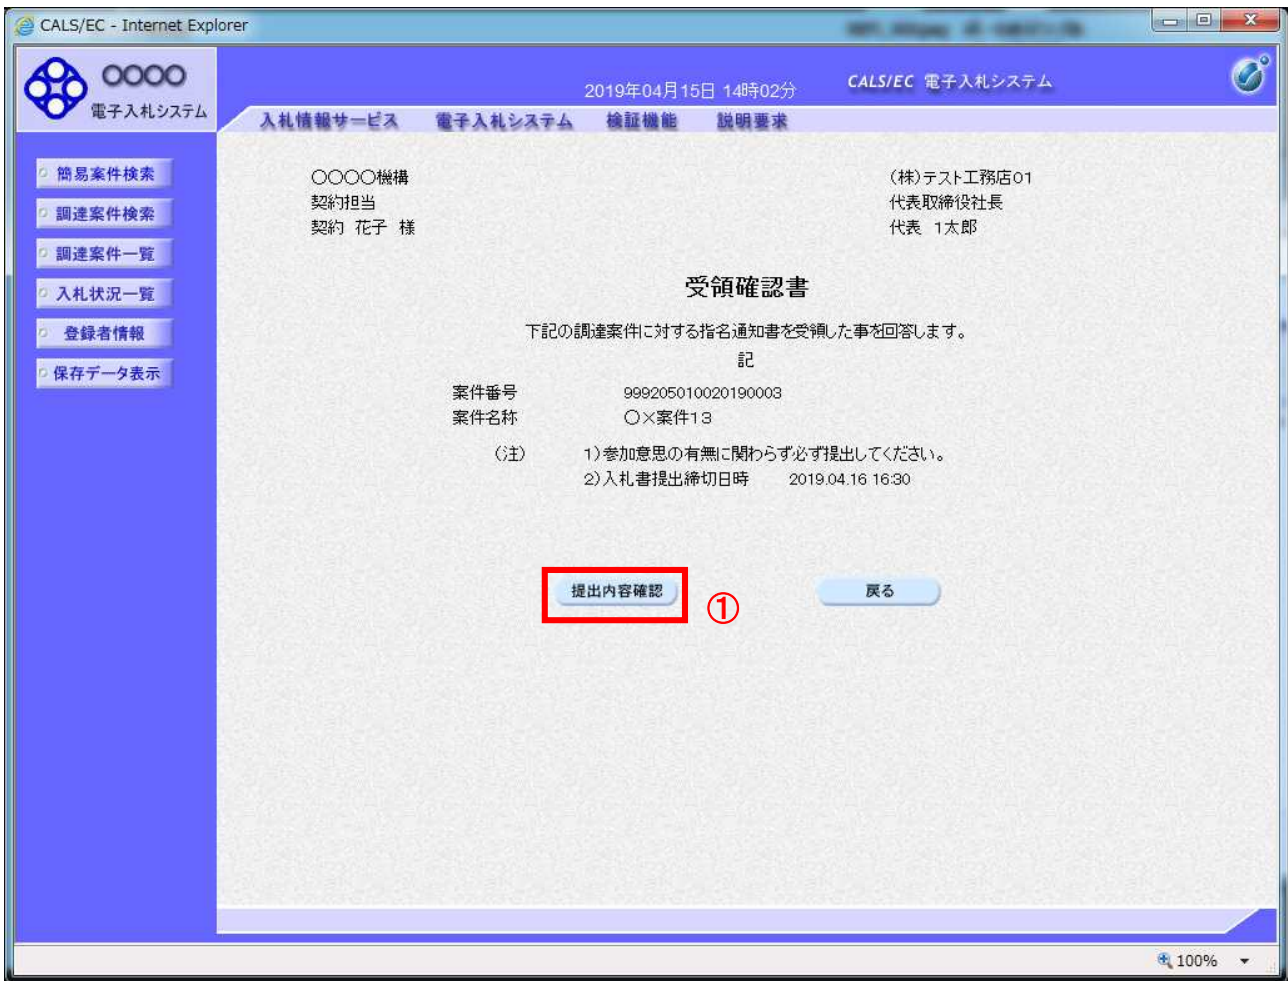 CALS/EC - Internet Explorer
〇〇〇〇
電子入札システム
2019年04月15日 14時02分
CALS/EC 電子入札システム
入札情報サービス 電子入札システム 検証機能 説明要求
簡易案件検索
調達案件検索
調達案件一覧
入札状況一覧
登録者情報
保存データ表示
〇〇〇〇機構
契約担当
契約 花子 様
(株)テスト工務店01
代表取締役社長
代表 1太郎
受領確認書
下記の調達案件に対する指名通知書を受領した事を回答します。
記
案件番号 999205010020190003
案件名称 〇×案件13
(注) 1)参加意思の有無に関わらず必ず提出してください。
2)入札書提出締切日時 2019.04.16 16:30
提出内容確認
①
戻る
100%